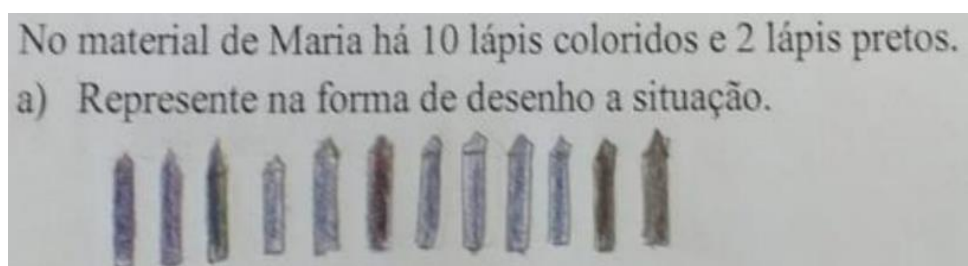 No material de Maria há 10 lápis coloridos e 2 lápis pretos.
a) Represente na forma de desenho a situação.